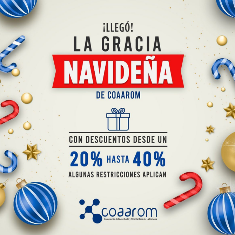 ¡LLEGÓ!
LA GRACIA
NAVIDEÑA
DE COAAROM
CON DESCUENTOS DESDE UN
20% HASTA 40%
ALGUNAS RESTRICCIONES APLICAN
coaarom